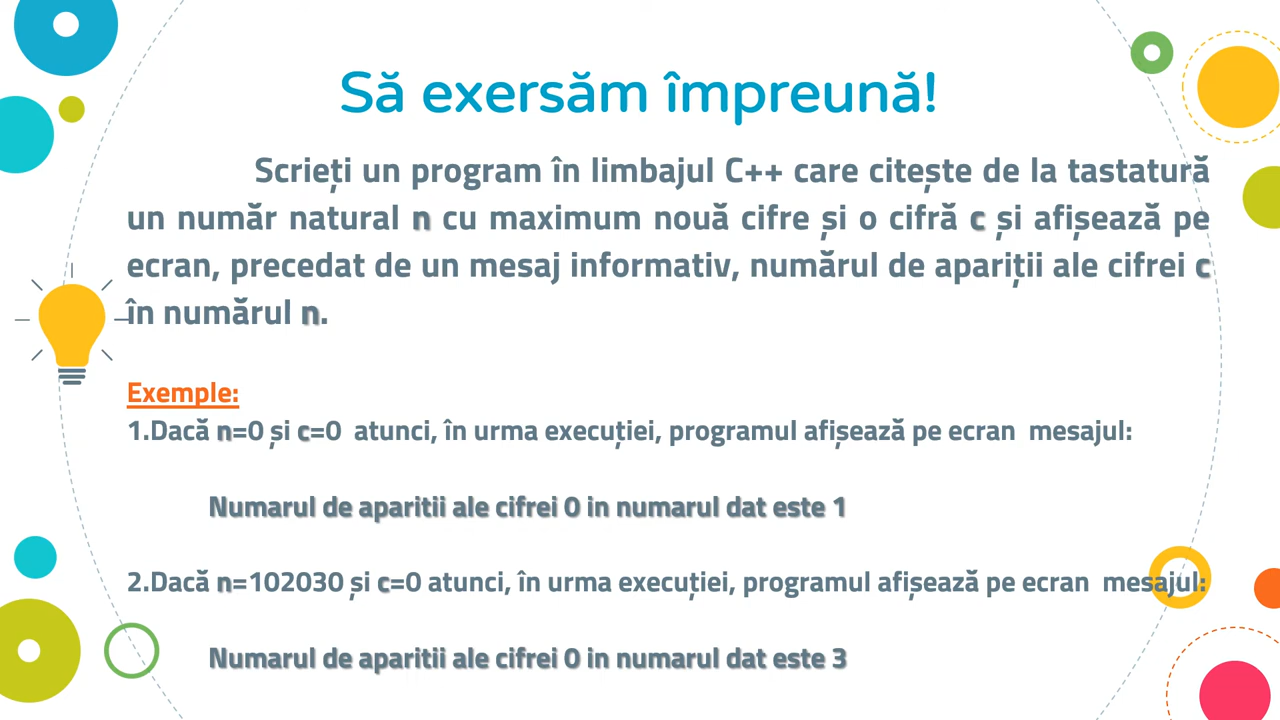 Să exersăm împreună!
Scrieți un program în limbajul C++ care citește de la tastatură
un număr natural n cu maximum nouă cifre și o cifră c și afișează pe
ecran, precedat de un mesaj informativ, numărul de apariții ale cifrei c
în numărul n.
Exemple:
1.Dacă n=0 și c=0 atunci, în urma execuției, programul afișează pe ecran mesajul:
Numarul de aparitii ale cifrei 0 in numarul dat este 1
2.Dacă n=102030 și c=0 atunci, în urma execuției, programul afișează pe ecran mesajul:
Numarul de aparitii ale cifrei 0 in numarul dat este 3